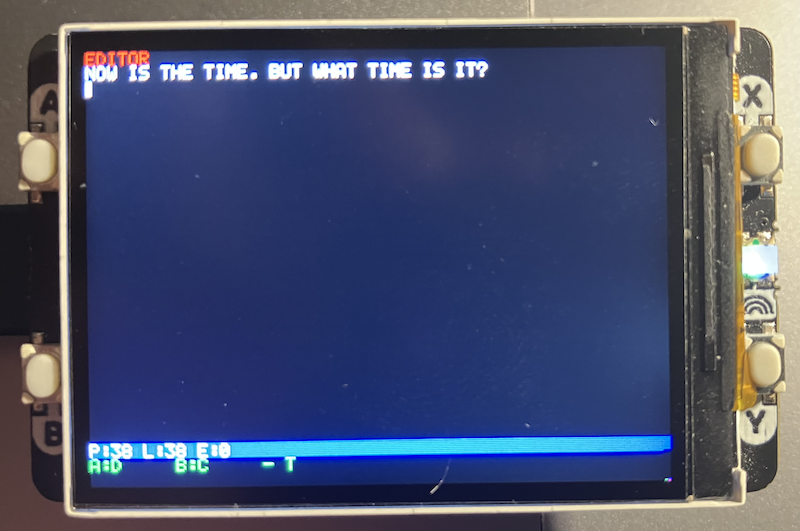 EDITOR
NOW IS THE TIME. BUT WHAT TIME IS IT?
P:38 L:38 E:0
A:D B:C - T
A
X
B
Y